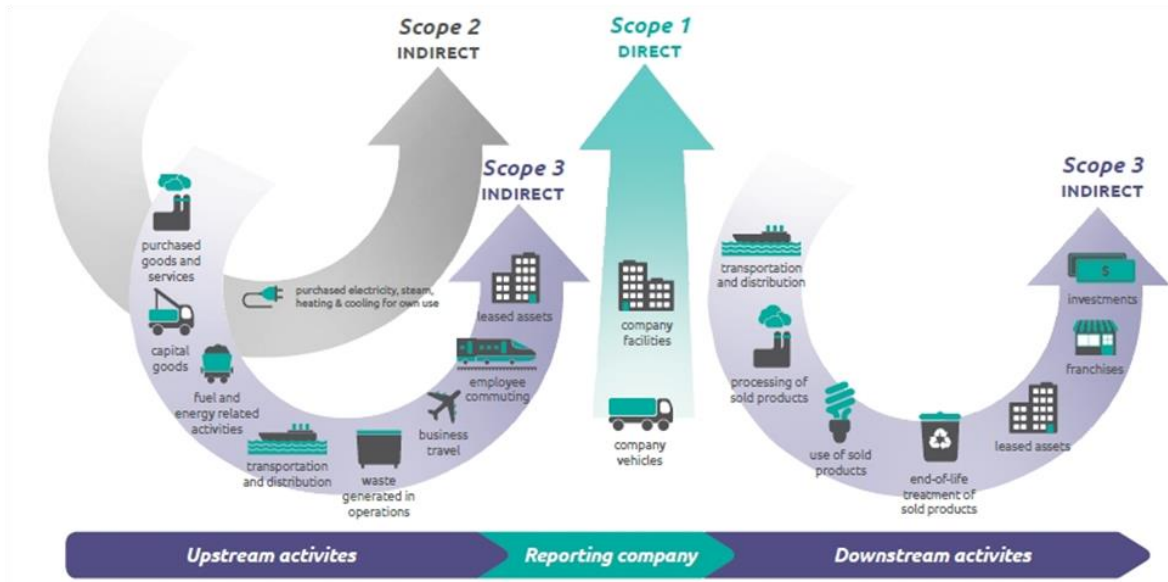 Scope 2
INDIRECT
Scope 1
DIRECT
Scope 3
INDIRECT
Scope 3
INDIRECT
purchased
goods and
services
capital
goods
fuel and
energy related
activities
transportation
and distribution
waste
generated in
operations
business
travel
employee
commuting
leased assets
purchased electricity, steam,
heating & cooling for own use
company
facilities
company
vehicles
transportation
and distribution
processing of
sold products
use of sold
products
end-of-life
treatment of
sold products
leased assets
franchises
$
investments
Upstream activites
Reporting company
Downstream activites